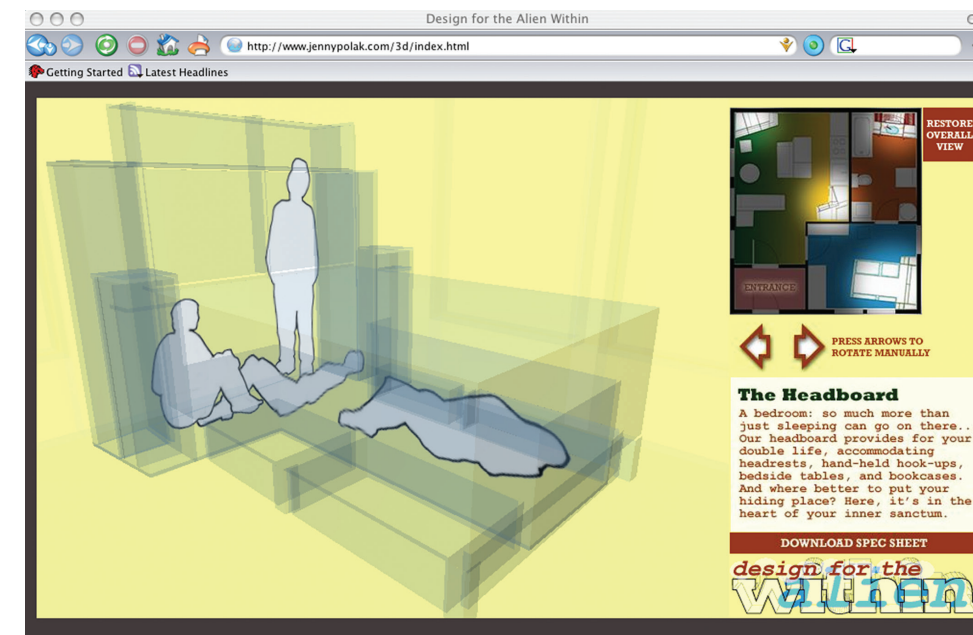 Design for the Alien Within
http://www.jennypolak.com/3d/index.html
G
Getting Started
Latest Headlines
RESTORE
OVERALL
VIEW
ENTRANCE
PRESS ARROWS TO
ROTATE MANUALLY
The Headboard
A bedroom: so much more than
just sleeping can go on there..
Our headboard provides for your
double life, accommodating
headrests, hand-held hook-ups,
bedside tables, and bookcases.
And where better to put your
hiding place? Here, it's in the
heart of your inner sanctum.
DOWNLOAD SPEC SHEET
design for the
alien
within